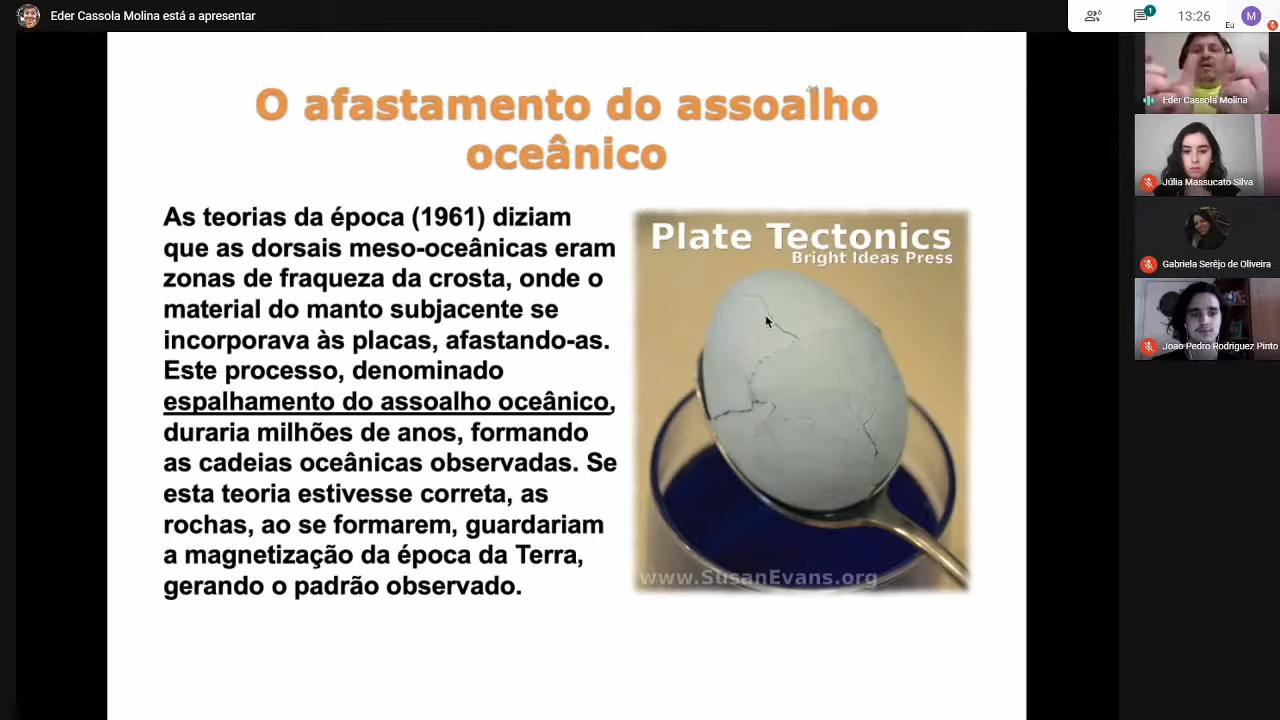 Eder Cassola Molina está a apresentar
6
1
13:26
Eu
M
O afastamento do assoalho
oceânico
As teorias da época (1961) diziam
que as dorsais meso-oceânicas eram
zonas de fraqueza da crosta, onde o
material do manto subjacente se
incorporava às placas, afastando-as.
Este processo, denominado
espalhamento do assoalho oceânico,
duraria milhões de anos, formando
as cadeias oceânicas observadas. Se
esta teoria estivesse correta, as
rochas, ao se formarem, guardariam
a magnetização da época da Terra,
gerando o padrão observado.
Plate Tectonics
Bright Ideas Press
www.SusanEvans.org
Eder Cassola Molina
Júlia Massucato Silva
Gabriela Serêjo de Oliveira
Joao Pedro Rodriguez Pinto